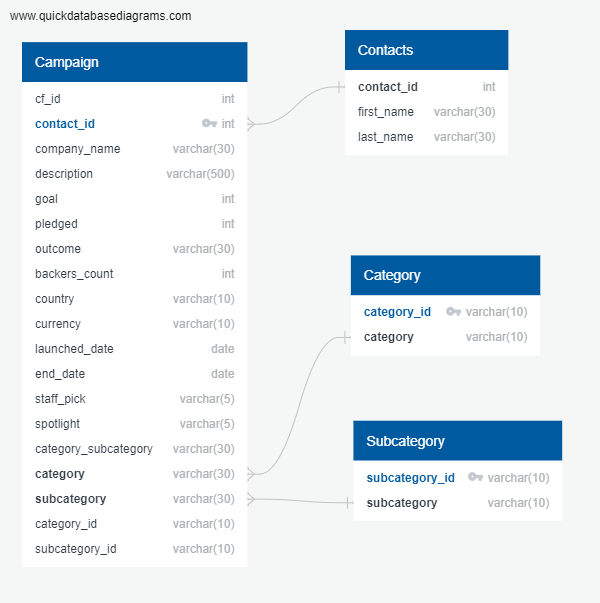 www.quickdatabasediagrams.com
Campaign
cf_id int
contact_id int
company_name varchar(30)
description varchar(500)
goal int
pledged int
outcome varchar(30)
backers_count int
country varchar(10)
currency varchar(10)
launched_date date
end_date date
staff_pick varchar(5)
spotlight varchar(5)
category_subcategory varchar(30)
category varchar(30)
subcategory varchar(30)
category_id varchar(10)
subcategory_id varchar(10)
Contacts
contact_id int
first_name varchar(30)
last_name varchar(30)
Category
category_id varchar(10)
category varchar(10)
Subcategory
subcategory_id varchar(10)
subcategory varchar(10)